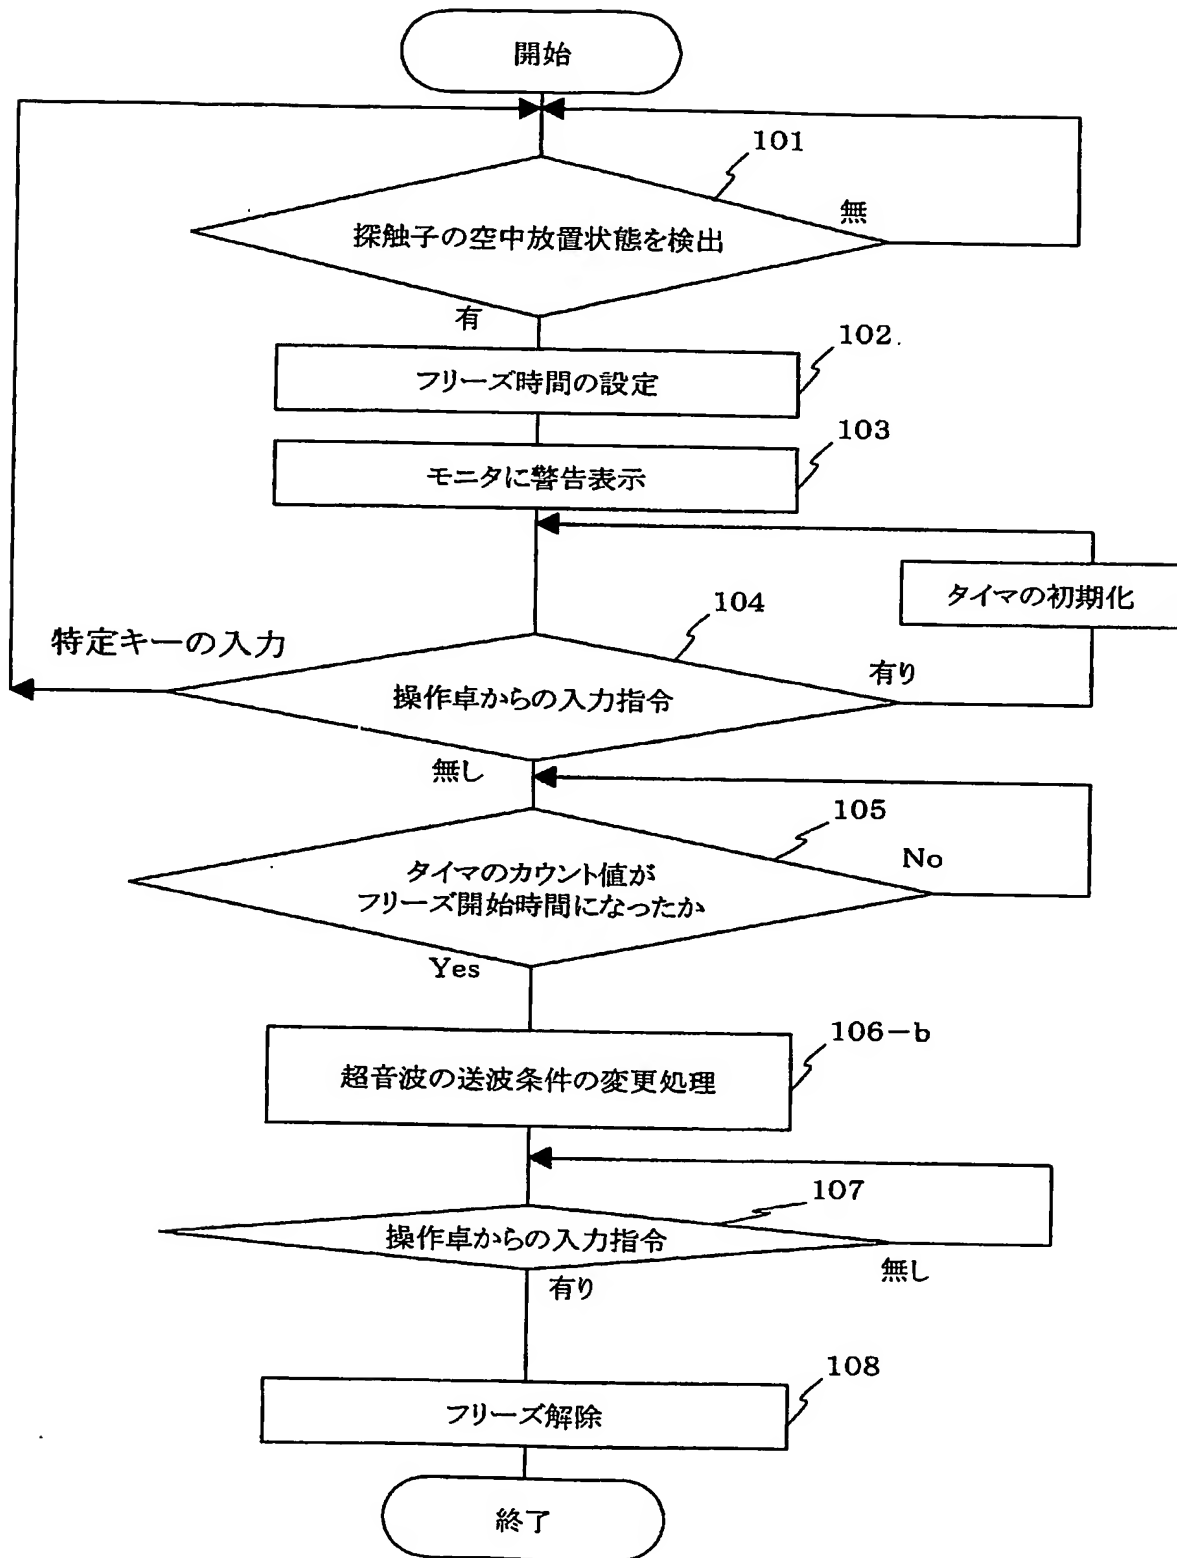 開始
101
無
探触子の空中放置状態を検出
有
102
フリーズ時間の設定
103
モニタに警告表示
タイマの初期化
104
特定キーの入力
有り
操作卓からの入力指令
無し
105
No
タイマのカウント値が
フリーズ開始時間になったか
Yes
106-b
超音波の送波条件の変更処理
107
操作卓からの入力指令
無し
有り
108
フリーズ解除
終了